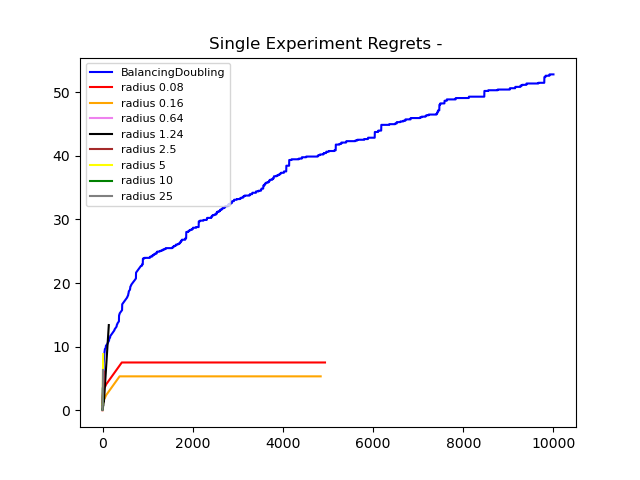 Single Experiment Regrets -
BalancingDoubling
radius 0.08
radius 0.16
radius 0.64
radius 1.24
radius 2.5
radius 5
radius 10
radius 25
50
40
30
20
10
0
0 2000 4000 6000 8000 10000